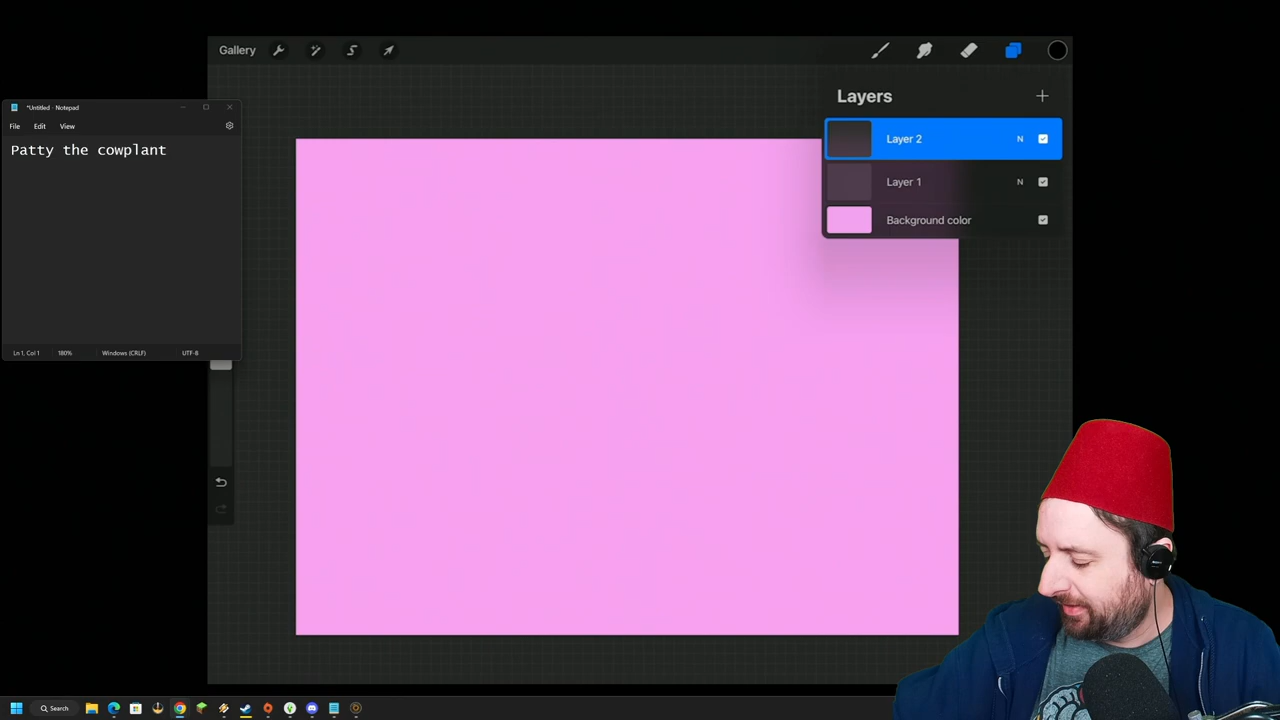 Gallery
Layers
*Untitled - Notepad
File Edit View
Patty the cowplant
Layer 2 N
Layer 1 N
Background color
Ln 1, Col 1 180% Windows (CRLF) UTF-8
Search